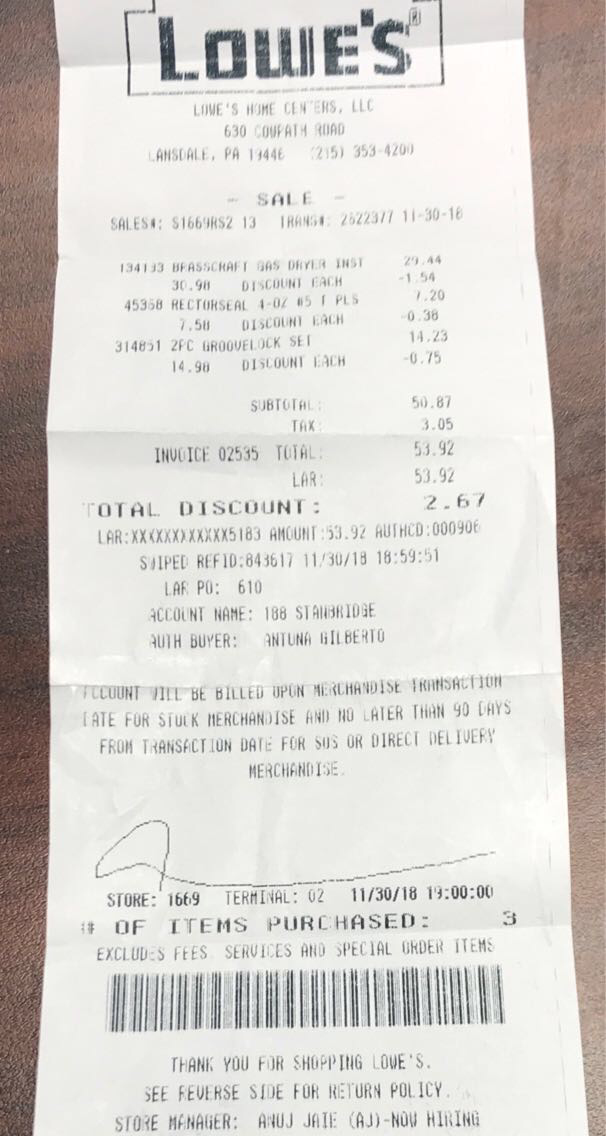 LOWE'S®
LOWE'S HOME CENTERS, LLC
630 COWPATH ROAD
LANSDALE, PA 19446 (215) 353-4200
- SALE -
SALES#: S1669RS2 13 TRANS#: 2622377 11-30-18
134193 BRASSCRAFT GAS DRYER INST 29.44
30.98 DISCOUNT EACH -1.54
45368 RECTORSEAL 4-OZ #5 T PLS 7.20
7.58 DISCOUNT EACH -0.38
314851 2PC GROOVELOCK SET 14.23
14.98 DISCOUNT EACH -0.75
SUBTOTAL: 50.87
TAX: 3.05
INVOICE 02535 TOTAL: 53.92
LAR: 53.92
TOTAL DISCOUNT: 2.67
LAR:XXXXXXXXXXXX5183 AMOUNT:53.92 AUTHCD:000906
SWIPED REFID:843617 11/30/18 18:59:51
LAR PO: 610
ACCOUNT NAME: 188 STANBRIDGE
AUTH BUYER: ANTUNA GILBERTO
ACCOUNT WILL BE BILLED UPON MERCHANDISE TRANSACTION
DATE FOR STOCK MERCHANDISE AND NO LATER THAN 90 DAYS
FROM TRANSACTION DATE FOR SOS OR DIRECT DELIVERY
MERCHANDISE.
STORE: 1669 TERMINAL: 02 11/30/18 19:00:00
# OF ITEMS PURCHASED: 3
EXCLUDES FEES, SERVICES AND SPECIAL ORDER ITEMS
THANK YOU FOR SHOPPING LOWE'S.
SEE REVERSE SIDE FOR RETURN POLICY.
STORE MANAGER: ANUJ JAIE (AJ)-NOW HIRING